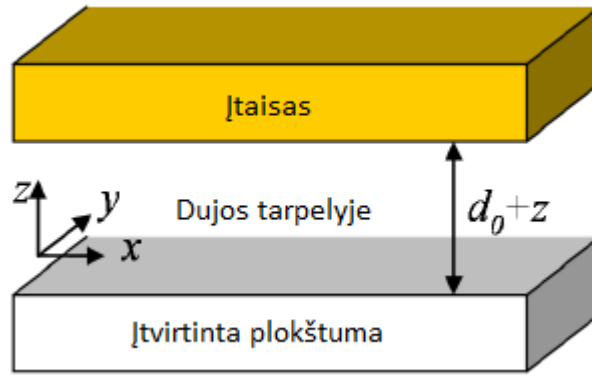 Įtaisas
z
y
x
Dujos tarpelyje
d₀+z
Įtvirtinta plokštuma